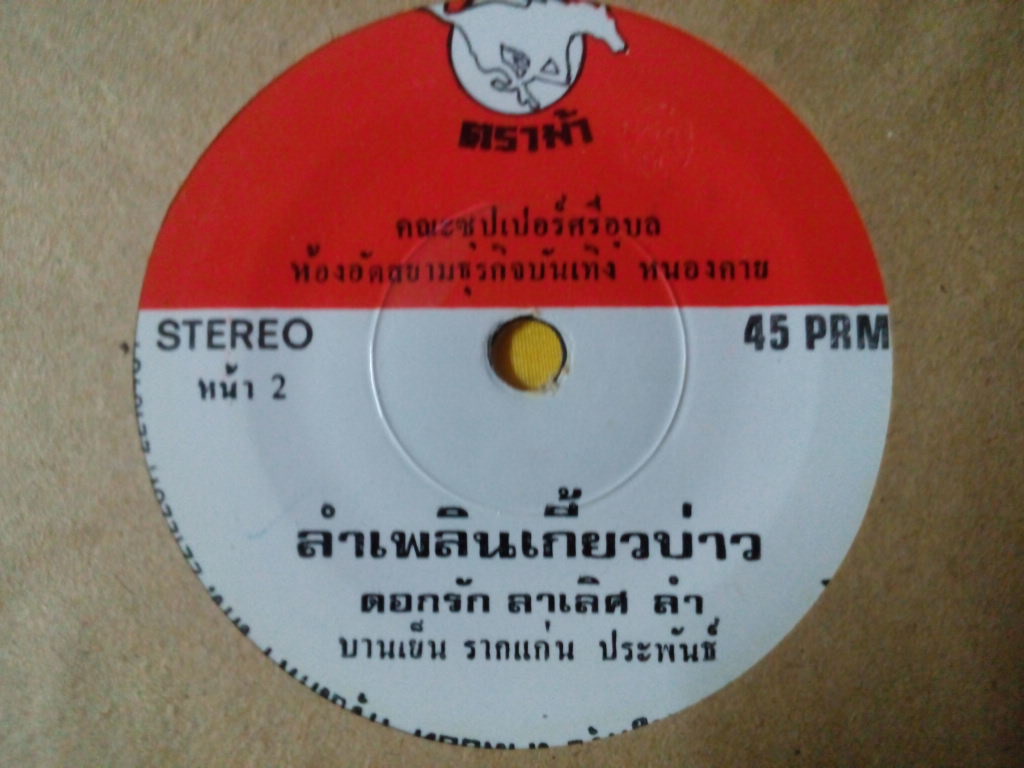 ตราม้า
คณะซุปเปอร์ศรีอุบล
ห้องอัดสยามธุรกิจบันเทิง หนองคาย
STEREO
45 PRM
หน้า 2
ลำเพลินเกี้ยวบ่าว
ดอกรัก ลาเลิศ ลำ
บานเย็น รากแก่น ประพันธ์